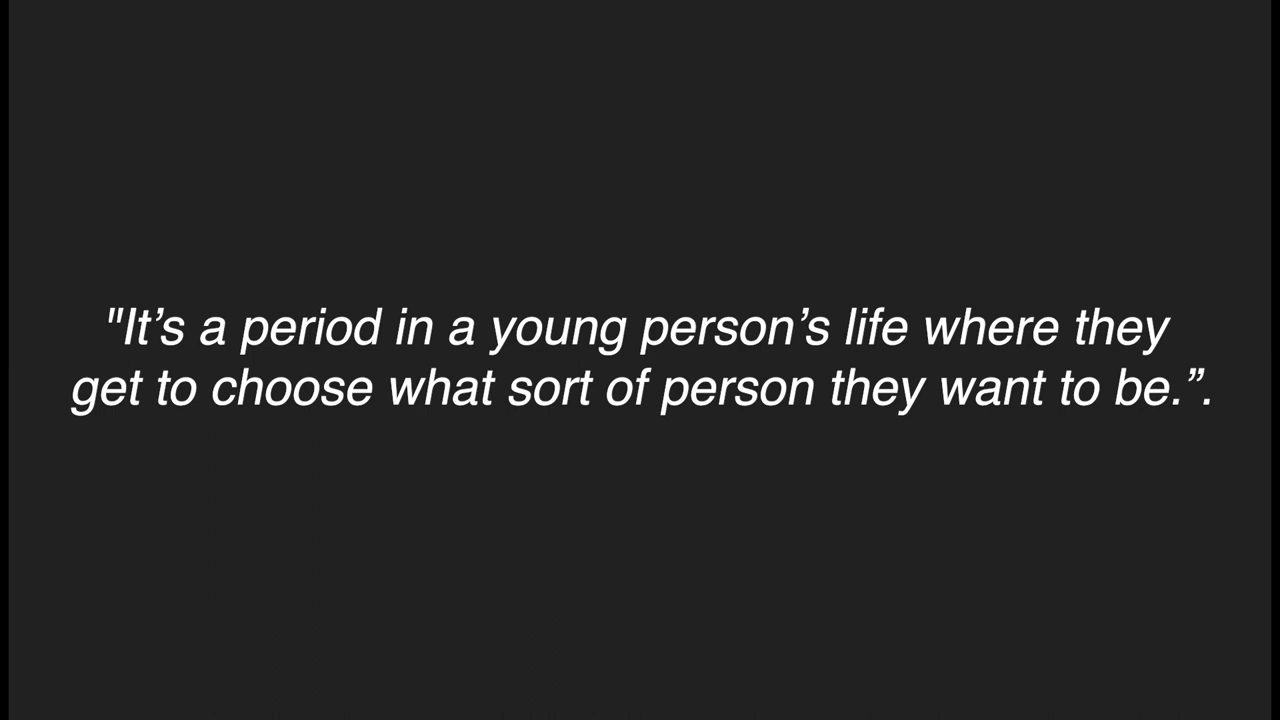 "It’s a period in a young person’s life where they
get to choose what sort of person they want to be.”.